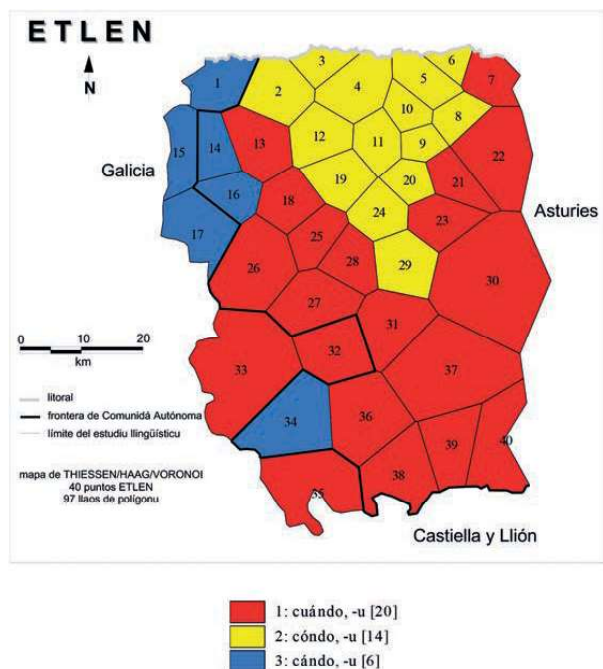 ETLEN
N
Galicia
Asturies
Castiella y Llión
1
2
3
4
5
6
7
8
9
10
11
12
13
14
15
16
17
18
19
20
21
22
23
24
25
26
27
28
29
30
31
32
33
34
35
36
37
38
39
40
0 10 20
km
litoral
frontera de Comunidá Autónoma
límite del estudiu llingüísticu
mapa de THIESSEN/HAAG/VORONOI
40 puntos ETLEN
97 llaos de polígonu
1: cuándo, -u [20]
2: cóndo, -u [14]
3: cándo, -u [6]